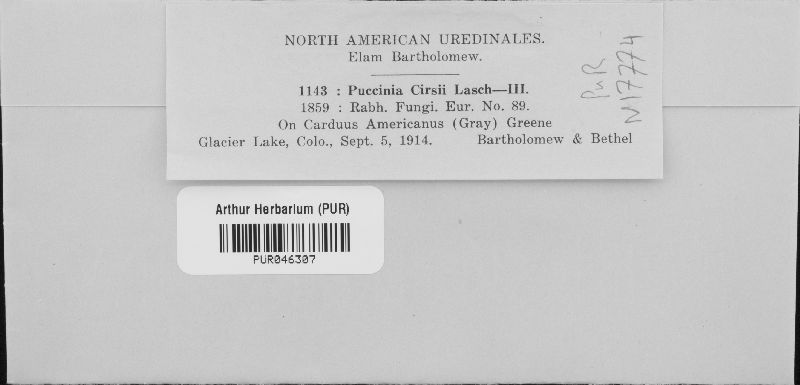 NORTH AMERICAN UREDINALES.
Elam Bartholomew.
1143 : Puccinia Cirsii Lasch—III.
1859 : Rabh. Fungi. Eur. No. 89.
On Carduus Americanus (Gray) Greene
Glacier Lake, Colo., Sept. 5, 1914. Bartholomew & Bethel
PUR
N17774
Arthur Herbarium (PUR)
PUR046307